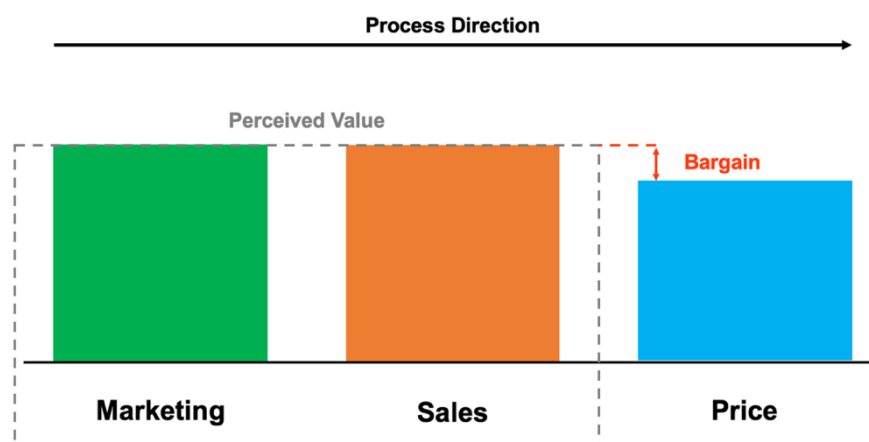 Process Direction
Perceived Value
Bargain
Marketing
Sales
Price